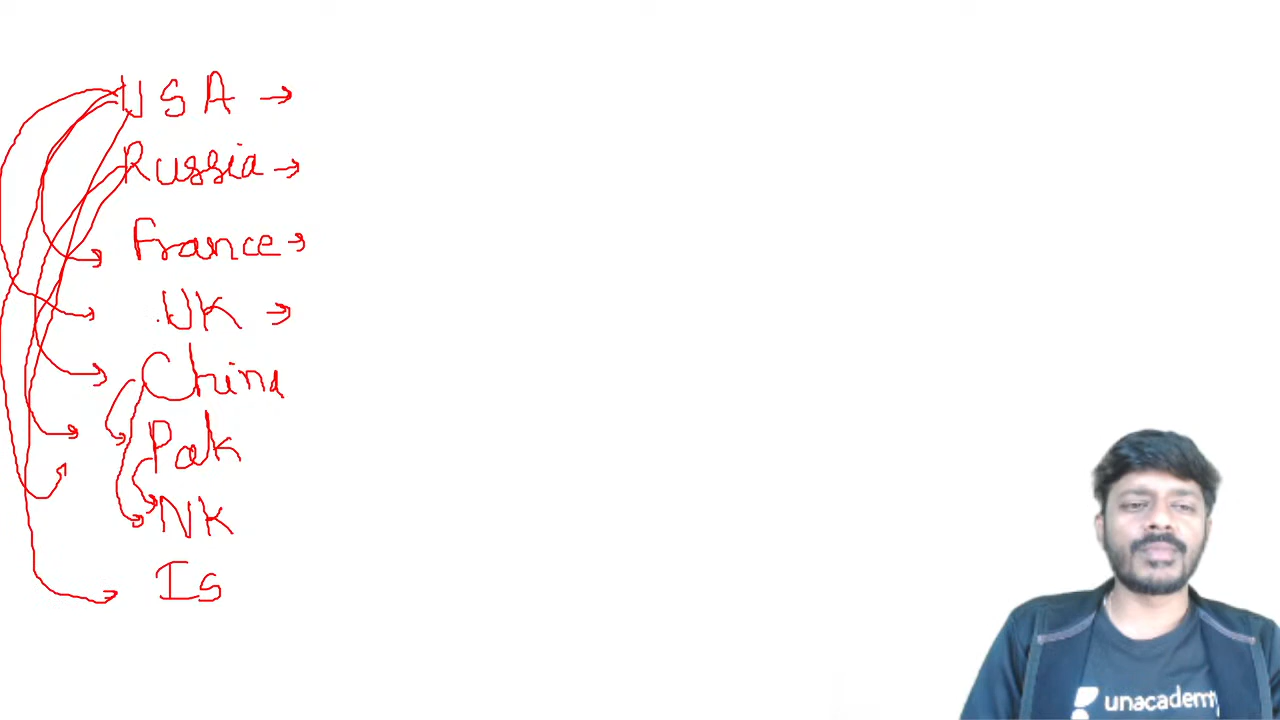 USA →
Russia →
France →
UK →
China
Pak
NK
Is
unacademy